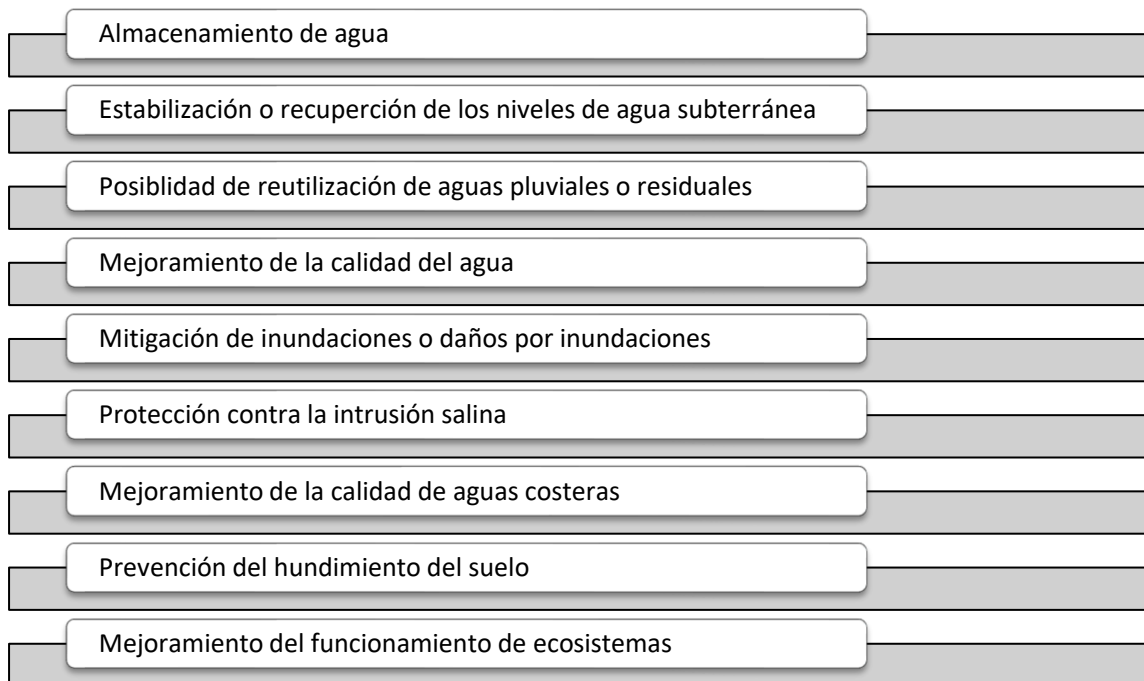 Almacenamiento de agua
Estabilización o recuperción de los niveles de agua subterránea
Posiblidad de reutilización de aguas pluviales o residuales
Mejoramiento de la calidad del agua
Mitigación de inundaciones o daños por inundaciones
Protección contra la intrusión salina
Mejoramiento de la calidad de aguas costeras
Prevención del hundimiento del suelo
Mejoramiento del funcionamiento de ecosistemas